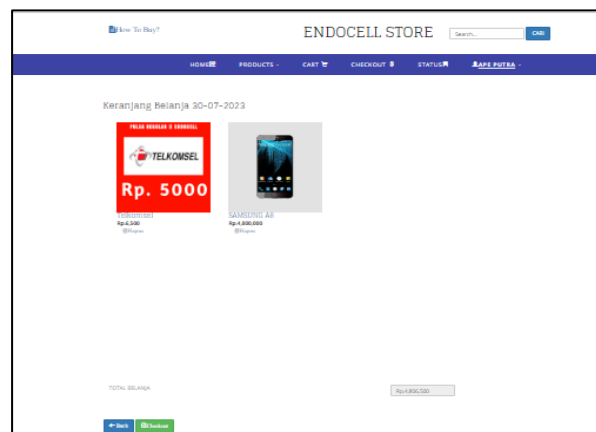 How To Buy?
ENDOCELL STORE
Search...
CARI
HOME
PRODUCTS
CART
CHECKOUT
STATUS
APE PUTRA
Keranjang Belanja 30-07-2023
PULSA REGULER @ ENDOCELL
TELKOMSEL
Rp. 5000
Telkomsel
Rp.6,500
Hapus
SAMSUNG A8
Rp.4,800,000
Hapus
TOTAL BELANJA
Rp.4,806,500
Back
Checkout